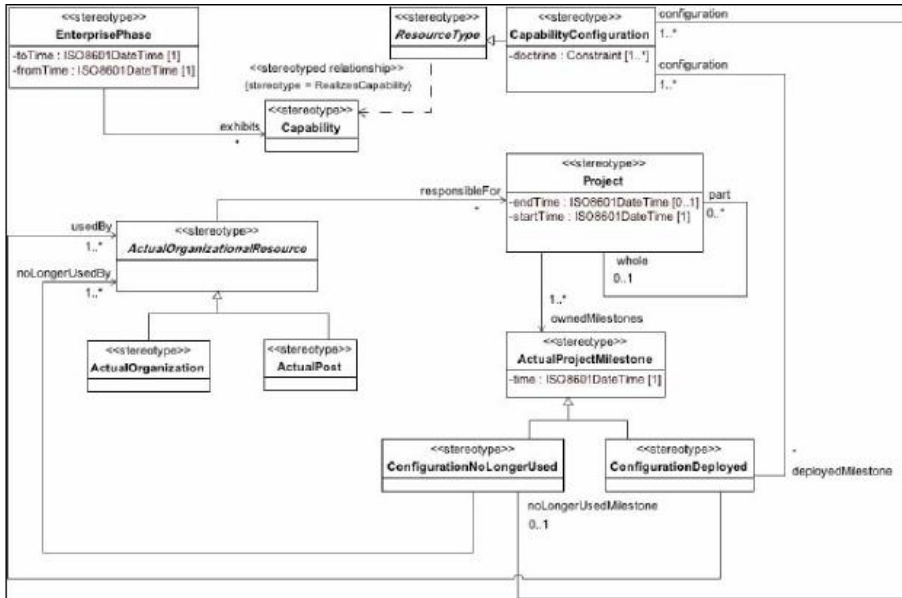 <<stereotype>>
EnterprisePhase
-toTime : ISO8601DateTime [1]
-fromTime : ISO8601DateTime [1]
<<stereotype>>
ResourceType
<<stereotype>>
CapabilityConfiguration
-doctrine : Constraint [1..*]
configuration
1..*
configuration
1..*
<<stereotyped relationship>>
{stereotype = RealizesCapability}
<<stereotype>>
Capability
exhibits
*
<<stereotype>>
Project
-endTime : ISO8601DateTime [0..1]
-startTime : ISO8601DateTime [1]
part
0..*
whole
0..1
responsibleFor
*
usedBy
1..*
<<stereotype>>
ActualOrganizationalResource
noLongerUsedBy
1..*
1..*
ownedMilestones
<<stereotype>>
ActualOrganization
<<stereotype>>
ActualPost
<<stereotype>>
ActualProjectMilestone
-time : ISO8601DateTime [1]
<<stereotype>>
ConfigurationNoLongerUsed
<<stereotype>>
ConfigurationDeployed
*
deployedMilestone
noLongerUsedMilestone
0..1